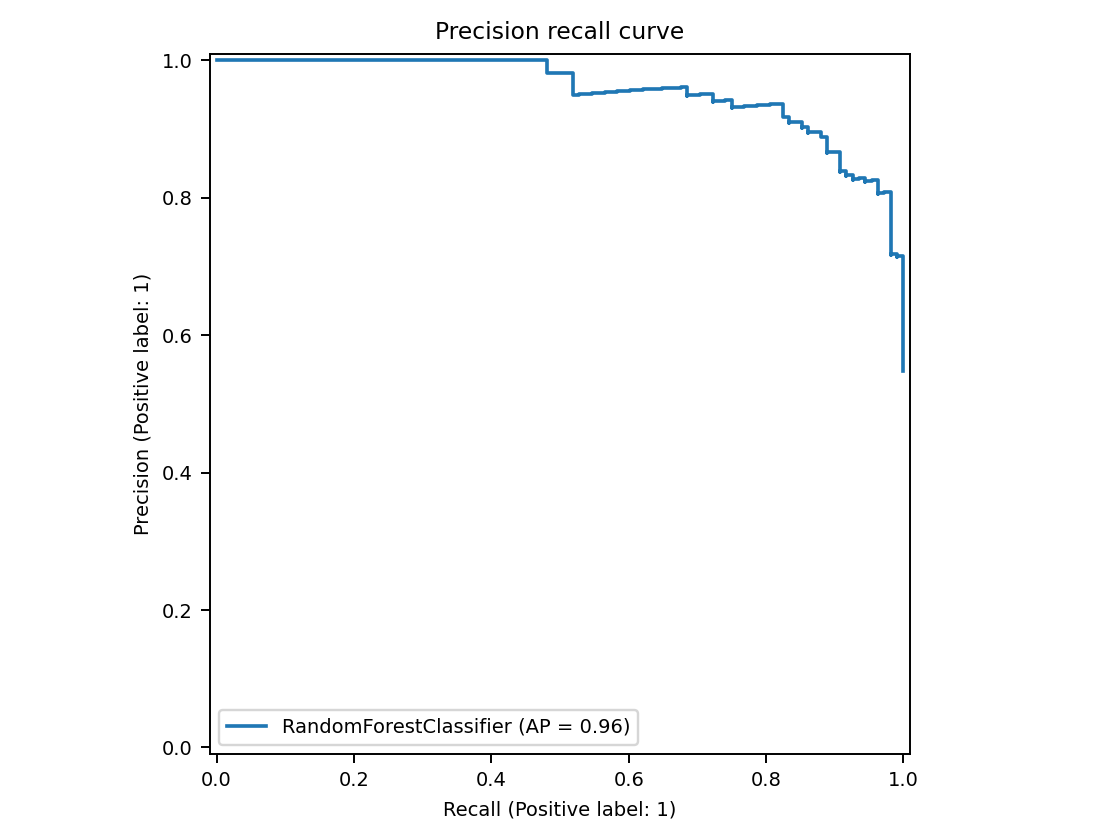 Precision recall curve
1.0
0.8
0.6
0.4
0.2
0.0
Precision (Positive label: 1)
RandomForestClassifier (AP = 0.96)
0.0 0.2 0.4 0.6 0.8 1.0
Recall (Positive label: 1)